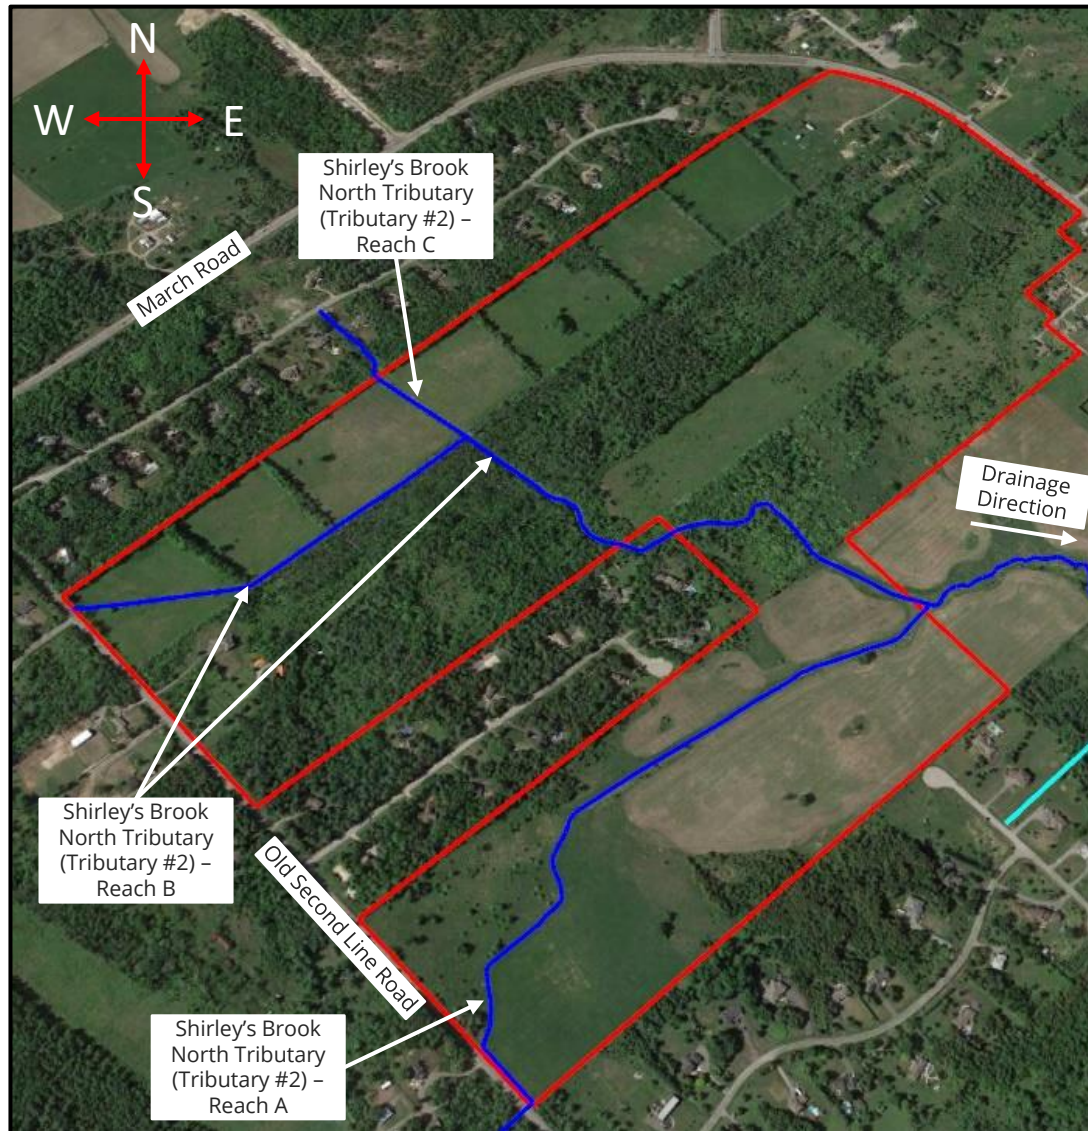 N
W E
S
Shirley's Brook
North Tributary
(Tributary #2) –
Reach C
March Road
Drainage
Direction
Shirley's Brook
North Tributary
(Tributary #2) –
Reach B
Old Second Line Road
Shirley's Brook
North Tributary
(Tributary #2) –
Reach A